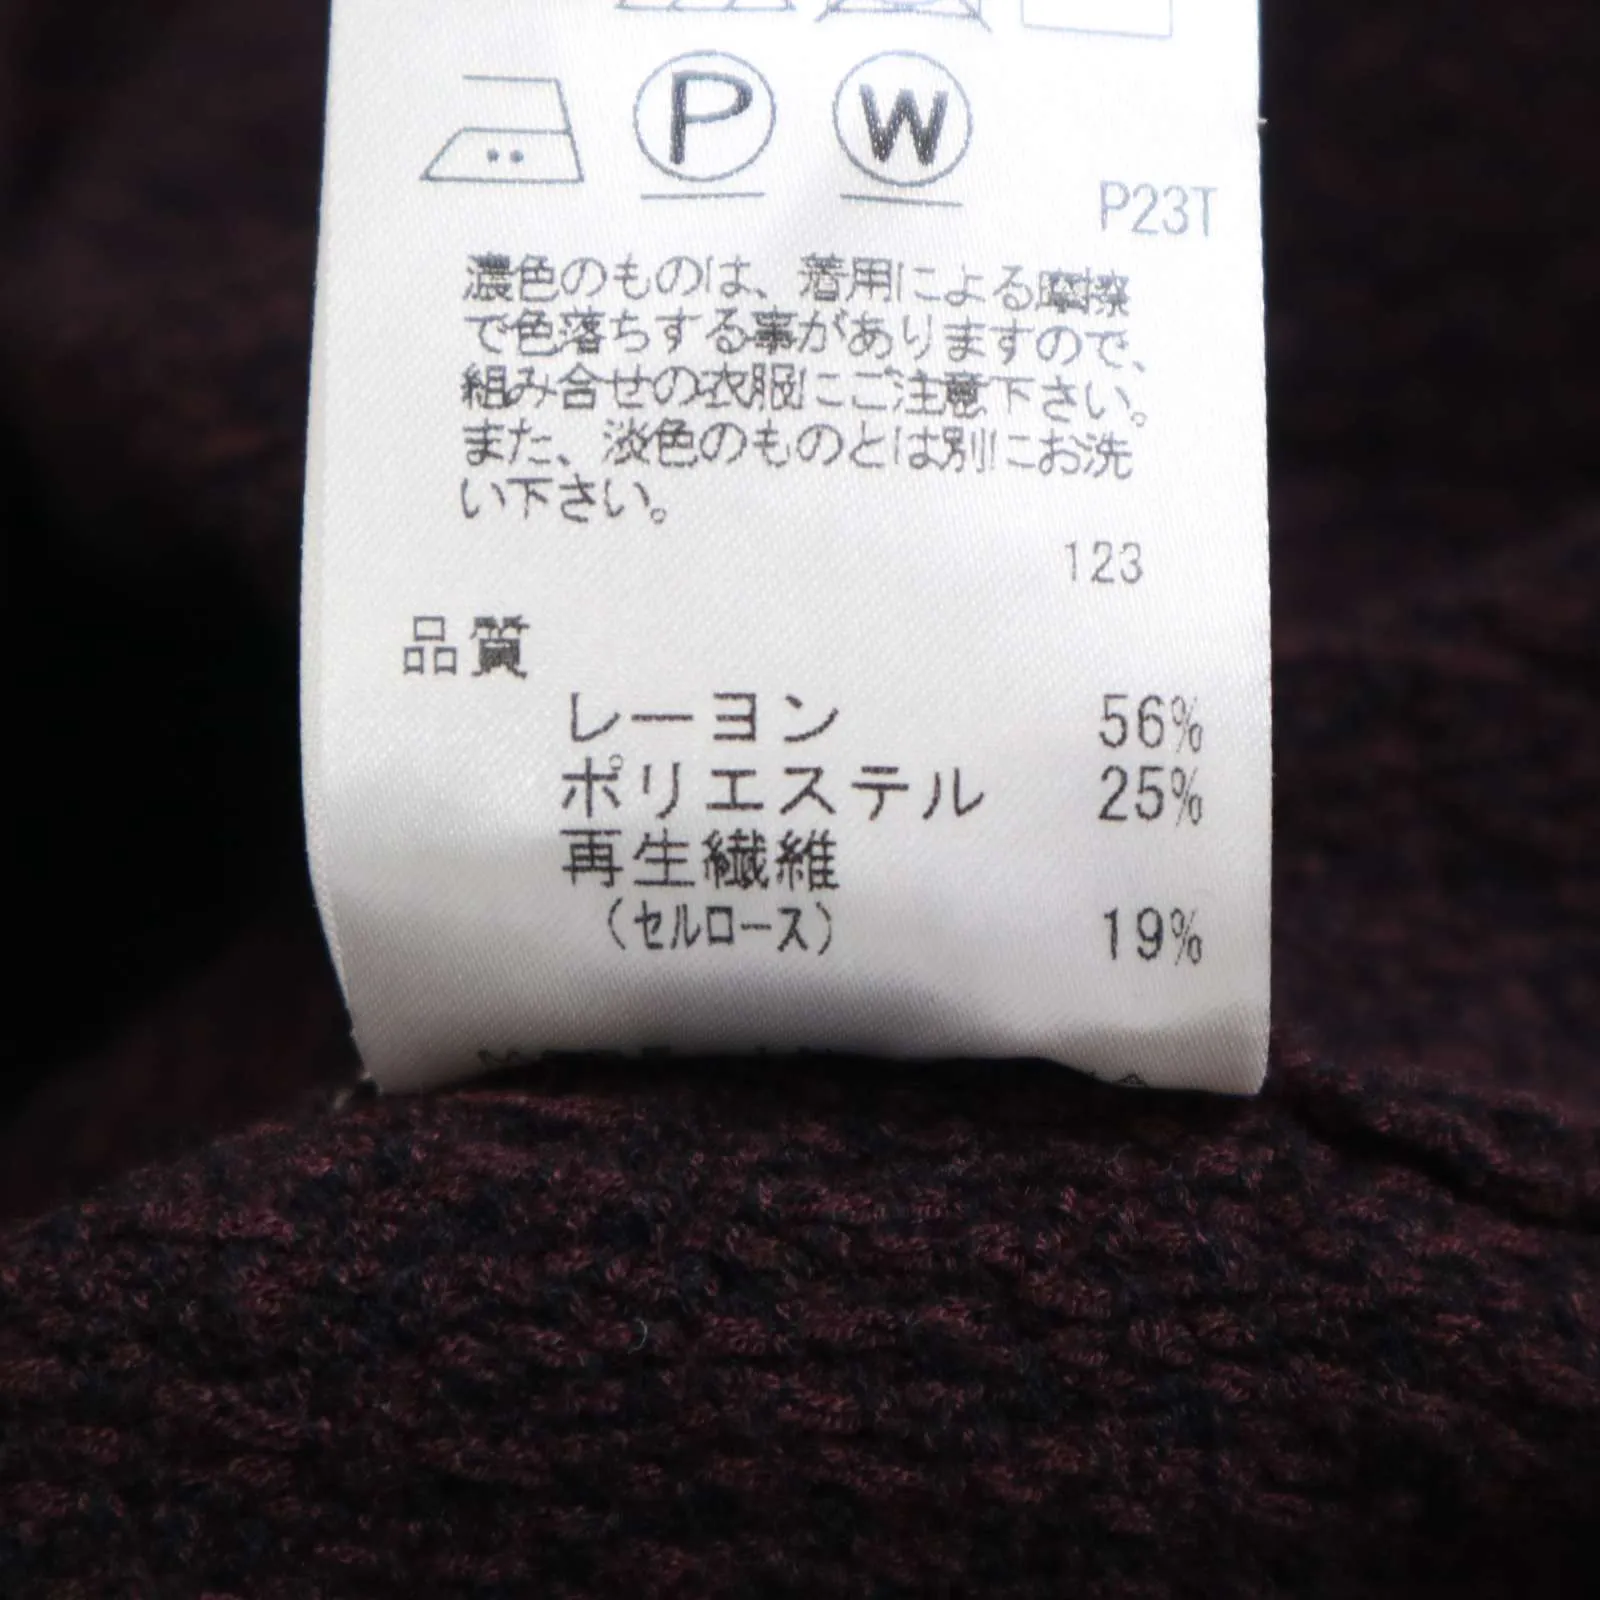 P W
P23T
濃色のものは、着用による摩擦
で色落ちする事がありますので、
組み合せの衣服にご注意下さい。
また、淡色のものとは別にお洗
い下さい。
123
品質
レーヨン 56%
ポリエステル 25%
再生繊維
(セルロース) 19%